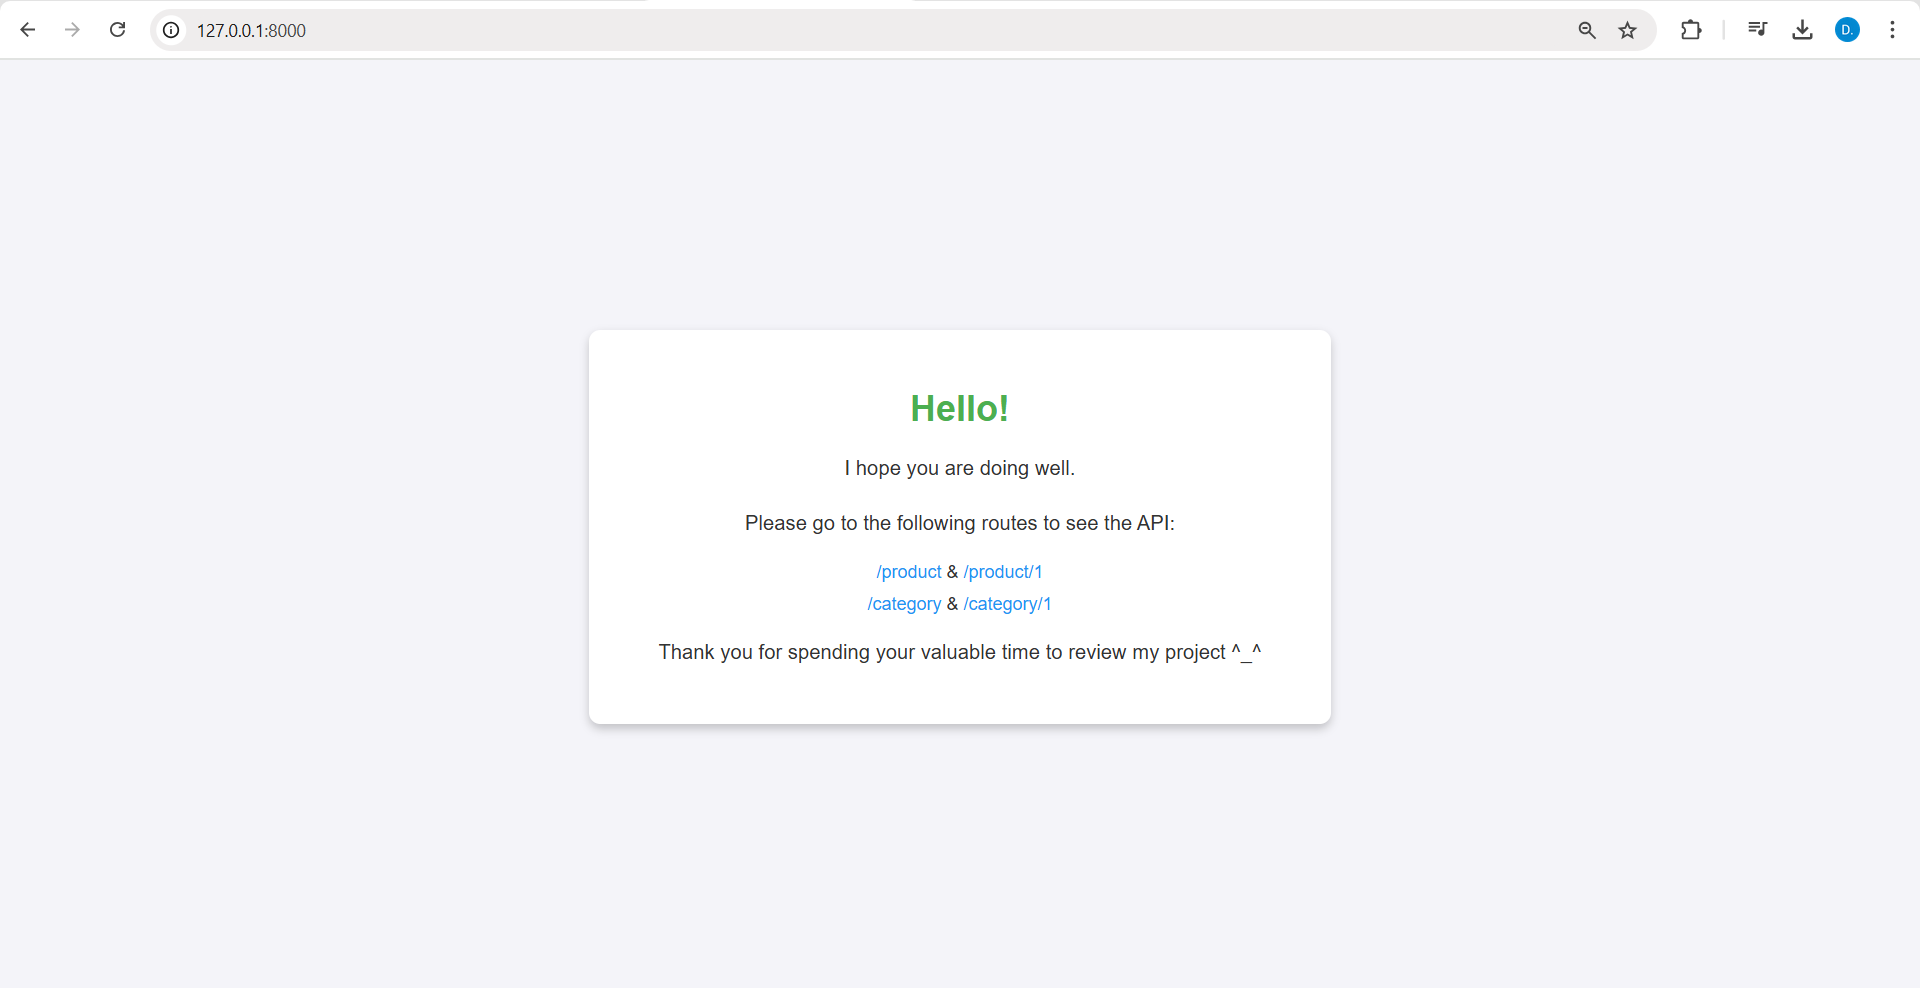 127.0.0.1:8000
D.
Hello!
I hope you are doing well.
Please go to the following routes to see the API:
/product & /product/1
/category & /category/1
Thank you for spending your valuable time to review my project ^_^